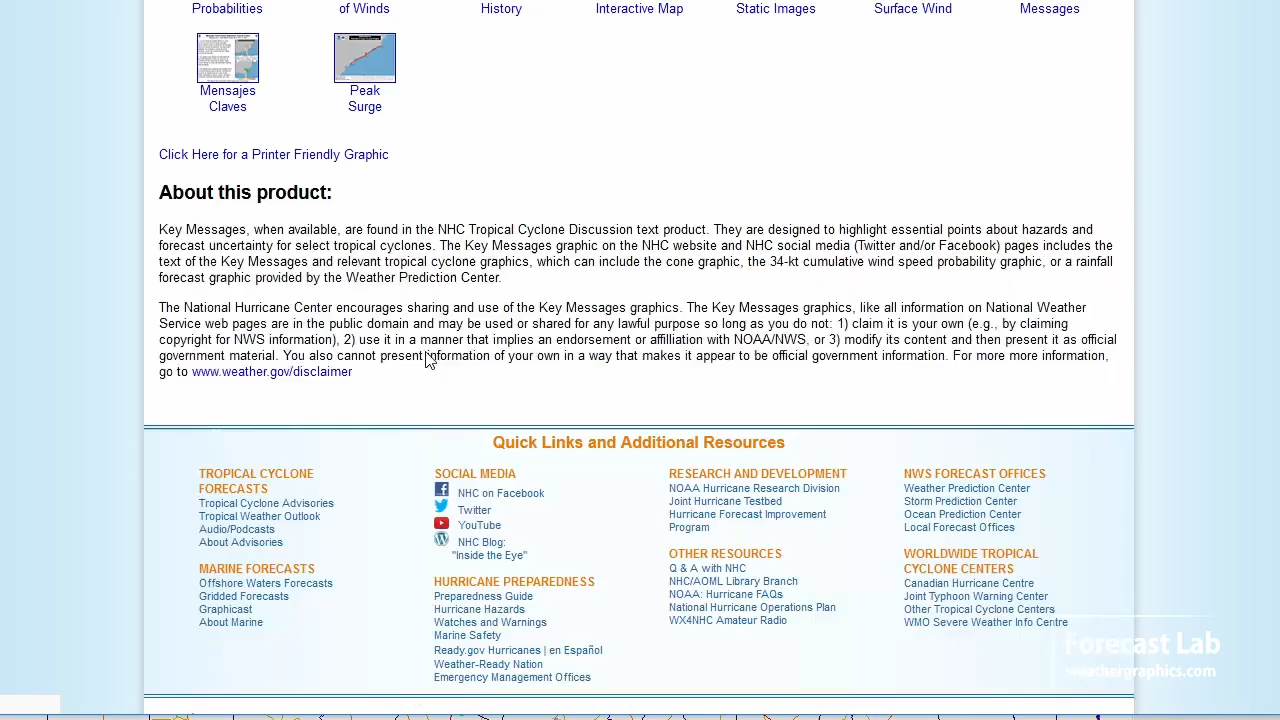 Probabilities of Winds History Interactive Map Static Images Surface Wind Messages
Mensajes Claves
Peak Surge
Click Here for a Printer Friendly Graphic
About this product:
Key Messages, when available, are found in the NHC Tropical Cyclone Discussion text product. They are designed to highlight essential points about hazards and
forecast uncertainty for select tropical cyclones. The Key Messages graphic on the NHC website and NHC social media (Twitter and/or Facebook) pages includes the
text of the Key Messages and relevant tropical cyclone graphics, which can include the cone graphic, the 34-kt cumulative wind speed probability graphic, or a rainfall
forecast graphic provided by the Weather Prediction Center.
The National Hurricane Center encourages sharing and use of the Key Messages graphics. The Key Messages graphics, like all information on National Weather
Service web pages are in the public domain and may be used or shared for any lawful purpose so long as you do not: 1) claim it is your own (e.g., by claiming
copyright for NWS information), 2) use it in a manner that implies an endorsement or affiliation with NOAA/NWS, or 3) modify its content and then present it as official
government material. You also cannot present information of your own in a way that makes it appear to be official government information. For more more information,
go to www.weather.gov/disclaimer
Quick Links and Additional Resources
TROPICAL CYCLONE
FORECASTS
Tropical Cyclone Advisories
Tropical Weather Outlook
Audio/Podcasts
About Advisories
MARINE FORECASTS
Offshore Waters Forecasts
Gridded Forecasts
Graphicast
About Marine
SOCIAL MEDIA
NHC on Facebook
Twitter
YouTube
NHC Blog:
"Inside the Eye"
HURRICANE PREPAREDNESS
Preparedness Guide
Hurricane Hazards
Watches and Warnings
Marine Safety
Ready.gov Hurricanes | en Español
Weather-Ready Nation
Emergency Management Offices
RESEARCH AND DEVELOPMENT
NOAA Hurricane Research Division
Joint Hurricane Testbed
Hurricane Forecast Improvement
Program
OTHER RESOURCES
Q & A with NHC
NHC/AOML Library Branch
NOAA: Hurricane FAQs
National Hurricane Operations Plan
WX4NHC Amateur Radio
NWS FORECAST OFFICES
Weather Prediction Center
Storm Prediction Center
Ocean Prediction Center
Local Forecast Offices
WORLDWIDE TROPICAL
CYCLONE CENTERS
Canadian Hurricane Centre
Joint Typhoon Warning Center
Other Tropical Cyclone Centers
WMO Severe Weather Info Centre
Forecast Lab
weathergraphics.com